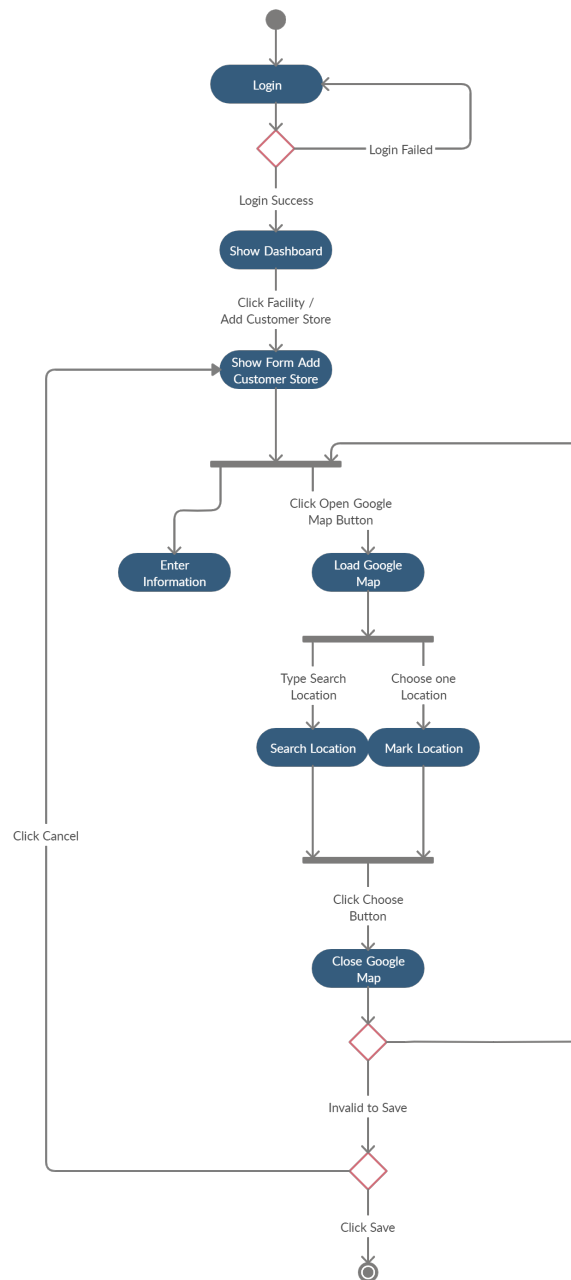 Login
Login Failed
Login Success
Show Dashboard
Click Facility /
Add Customer Store
Show Form Add
Customer Store
Click Open Google
Map Button
Enter
Information
Load Google
Map
Type Search
Location
Choose one
Location
Search Location
Mark Location
Click Cancel
Click Choose
Button
Close Google
Map
Invalid to Save
Click Save